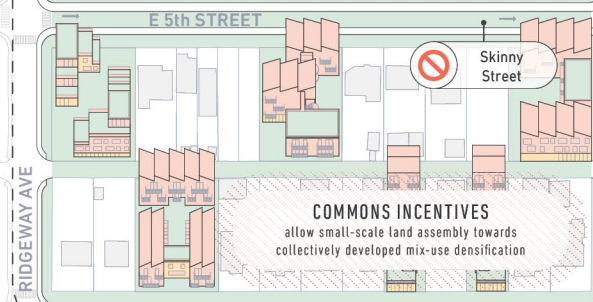 E 5th STREET
Skinny
Street
RIDGEWAY AVE
COMMONS INCENTIVES
allow small-scale land assembly towards
collectively developed mix-use densification